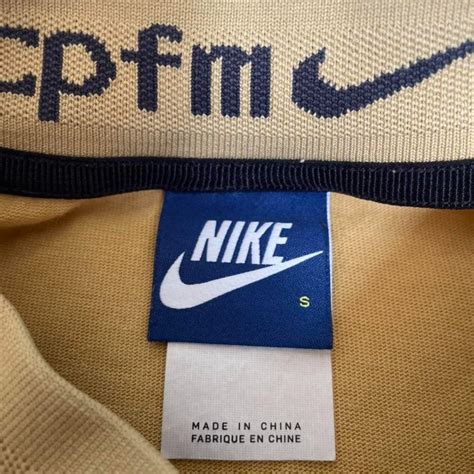 cpfm
NIKE
S
MADE IN CHINA
FABRIQUE EN CHINE